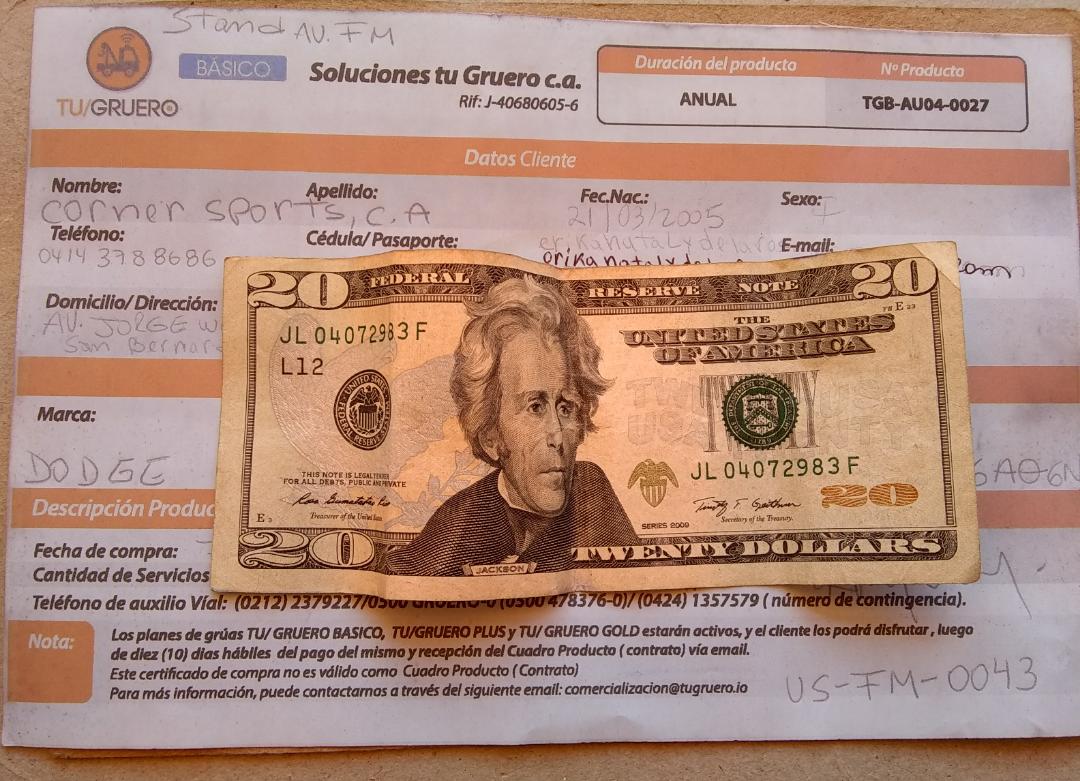 Stand AV. FM
TU/GRUERO
BÁSICO
Soluciones tu Gruero c.a.
Rif: J-40680605-6
Duración del producto Nº Producto
ANUAL TGB-AU04-0027
Datos Cliente
Nombre: Apellido: Fec.Nac.: Sexo:
corner sports, c.A 21/03/2005 F
Teléfono: Cédula/Pasaporte: E-mail:
0414 378 8686
Domicilio/ Dirección:
AV. JORGE
San Bernar
Marca:
DODGE
Descripción Produc
Fecha de compra:
Cantidad de Servicios
Teléfono de auxilio Víal: (0212) 2379227/0500 GRUERO-0 (0500 478376-0)/ (0424) 1357579 ( número de contingencia).
Nota:
Los planes de grúas TU/ GRUERO BASICO, TU/GRUERO PLUS y TU/ GRUERO GOLD estarán activos, y el cliente los podrá disfrutar , luego
de diez (10) dias hábiles del pago del mismo y recepción del Cuadro Producto ( contrato) vía email.
Este certificado de compra no es válido como Cuadro Producto ( Contrato)
Para más información, puede contactarnos a través del siguiente email: comercializacion@tugruero.io
US-FM-0043
20 FEDERAL RESERVE NOTE 20
THE
UNITED STATES
OF AMERICA
JL 04072983 F
L12
UNITED STATES
FEDERAL RESERVE
TWENTY USA
THIS NOTE IS LEGAL TENDER
FOR ALL DEBTS, PUBLIC AND PRIVATE
Treasurer of the United States.
JL 04072983 F
20
SERIES 2009
Secretary of the Treasury.
20 JACKSON TWENTY DOLLARS